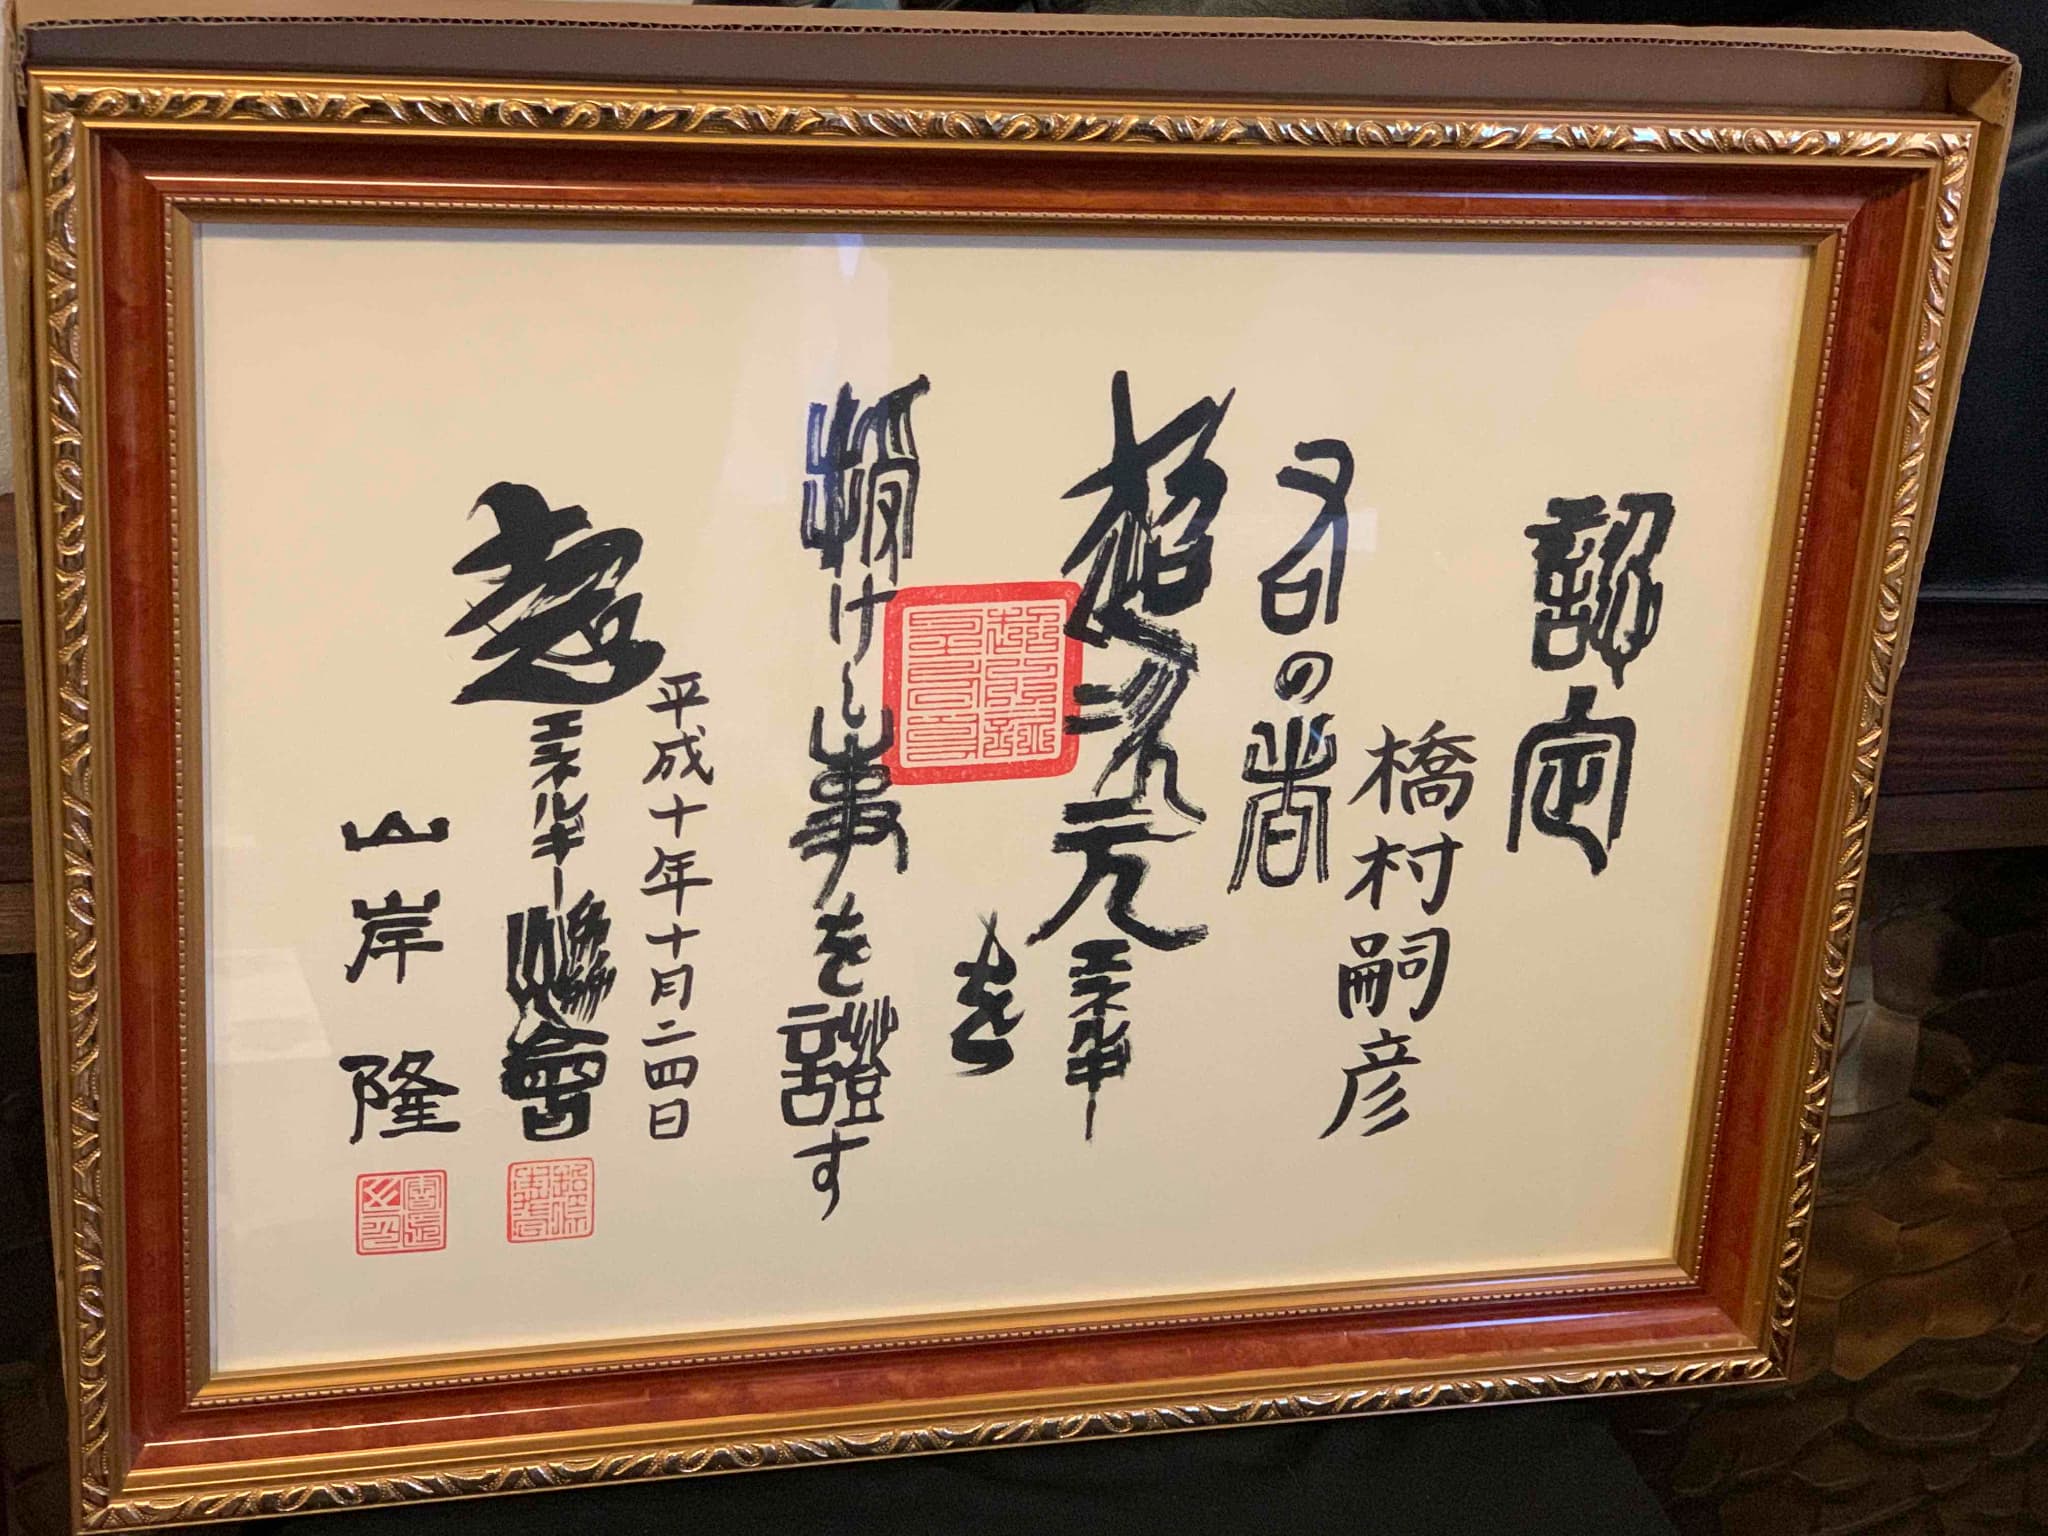 認定
橋村嗣彦
右の者
超次元エネルギー
を
授けし事を證す
平成十年十月二四日
超エネルギー協會
山岸隆